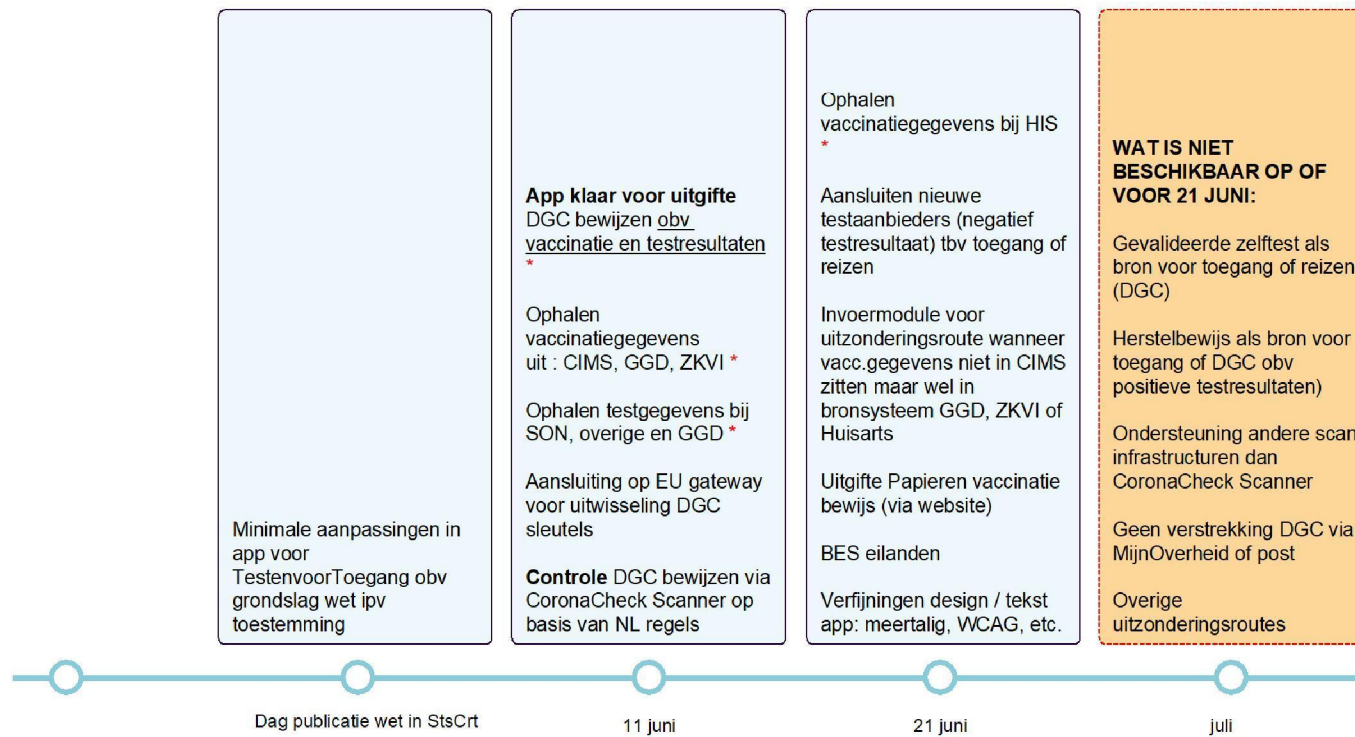 Minimale aanpassingen in
app voor
TestenvoorToegang obv
grondslag wet ipv
toestemming
App klaar voor uitgifte
DGC bewijzen obv
vaccinatie en testresultaten
*
Ophalen
vaccinatiegegevens
uit : CIMS, GGD, ZKVI *
Ophalen testgegevens bij
SON, overige en GGD *
Aansluiting op EU gateway
voor uitwisseling DGC
sleutels
Controle DGC bewijzen via
CoronaCheck Scanner op
basis van NL regels
Ophalen
vaccinatiegegevens bij HIS
*
Aansluiten nieuwe
testaanbieders (negatief
testresultaat) tbv toegang of
reizen
Invoermodule voor
uitzonderingsroute wanneer
vacc.gegevens niet in CIMS
zitten maar wel in
bronsysteem GGD, ZKVI of
Huisarts
Uitgifte Papieren vaccinatie
bewijs (via website)
BES eilanden
Verfijningen design / tekst
app: meertalig, WCAG, etc.
WAT IS NIET
BESCHIKBAAR OP OF
VOOR 21 JUNI:
Gevalideerde zelftest als
bron voor toegang of reizen
(DGC)
Herstelbewijs als bron voor
toegang of DGC obv
positieve testresultaten)
Ondersteuning andere scan
infrastructuren dan
CoronaCheck Scanner
Geen verstrekking DGC via
MijnOverheid of post
Overige
uitzonderingsroutes
Dag publicatie wet in StsCrt
11 juni
21 juni
juli